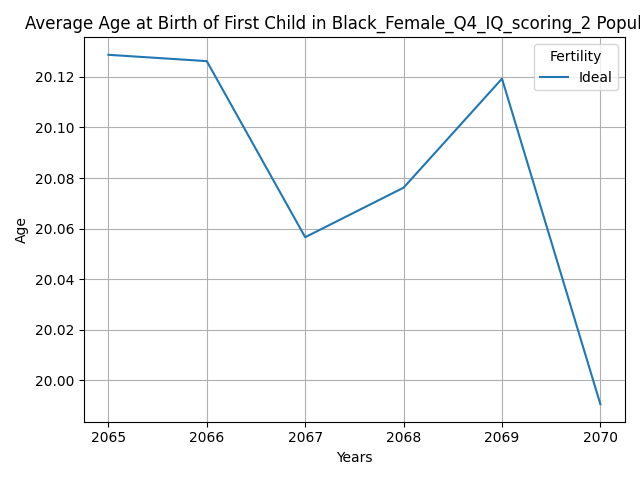 Average Age at Birth of First Child in Black_Female_Q4_IQ_scoring_2 Popul
Fertility
Ideal
20.12
20.10
20.08
20.06
20.04
20.02
20.00
Age
2065 2066 2067 2068 2069 2070
Years